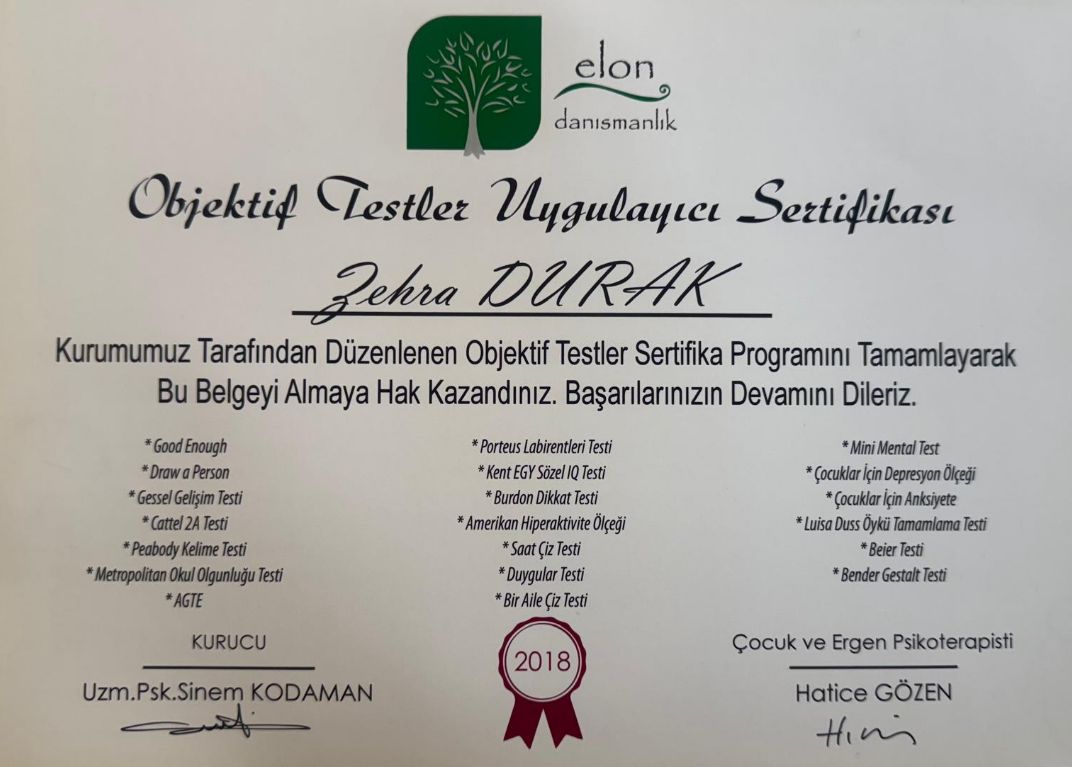 elon
danısmanlık
Objektif Testler Uygulayıcı Sertifikası
Zehra DURAK
Kurumumuz Tarafından Düzenlenen Objektif Testler Sertifika Programını Tamamlayarak
Bu Belgeyi Almaya Hak Kazandınız. Başarılarınızın Devamını Dileriz.
* Good Enough
* Draw a Person
* Gessel Gelişim Testi
* Cattel 2A Testi
* Peabody Kelime Testi
* Metropolitan Okul Olgunluğu Testi
* AGTE
* Porteus Labirentleri Testi
* Kent EGY Sözel IQ Testi
* Burdon Dikkat Testi
* Amerikan Hiperaktivite Ölçeği
* Saat Çiz Testi
* Duygular Testi
* Bir Aile Çiz Testi
* Mini Mental Test
* Çocuklar İçin Depresyon Ölçeği
* Çocuklar İçin Anksiyete
* Luisa Duss Öykü Tamamlama Testi
* Beier Testi
* Bender Gestalt Testi
KURUCU
Uzm.Psk.Sinem KODAMAN
2018
Çocuk ve Ergen Psikoterapisti
Hatice GÖZEN